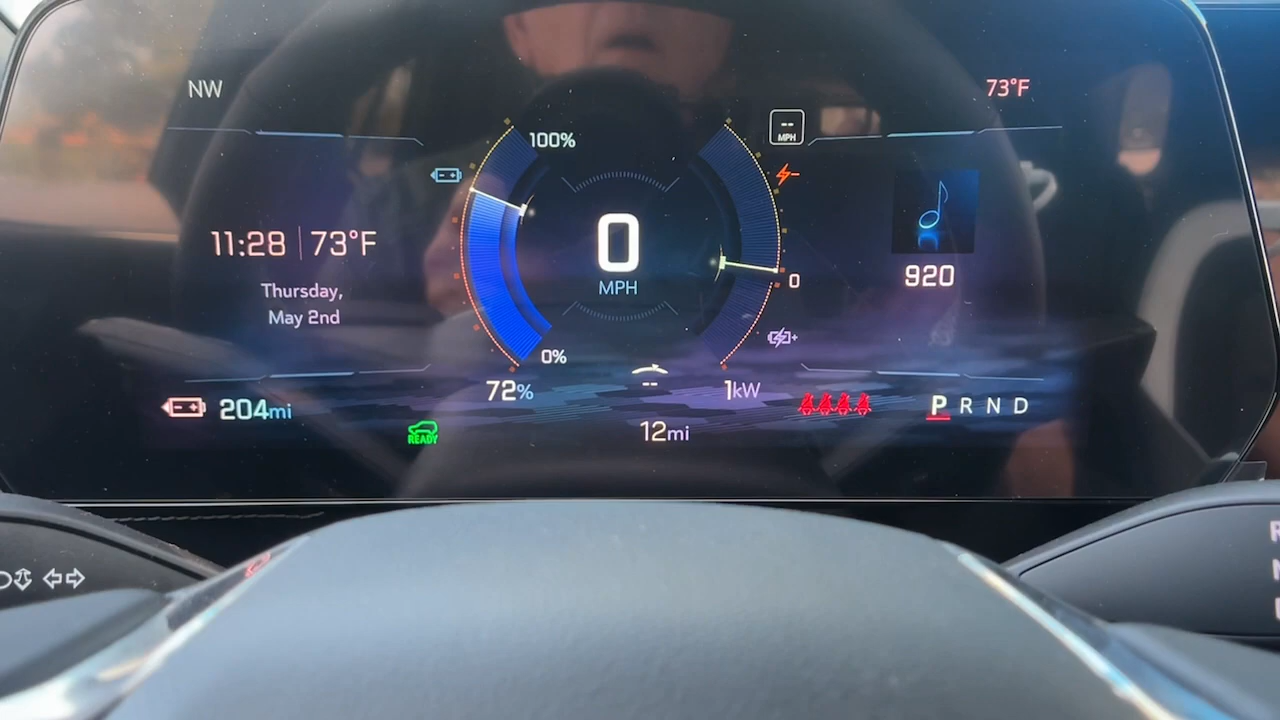 NW
73°F
100%
--
MPH
11:28 73°F
0
MPH
920
0
Thursday,
May 2nd
0%
72%
--
1kW
204mi
READY
12mi
P R N D
R
N